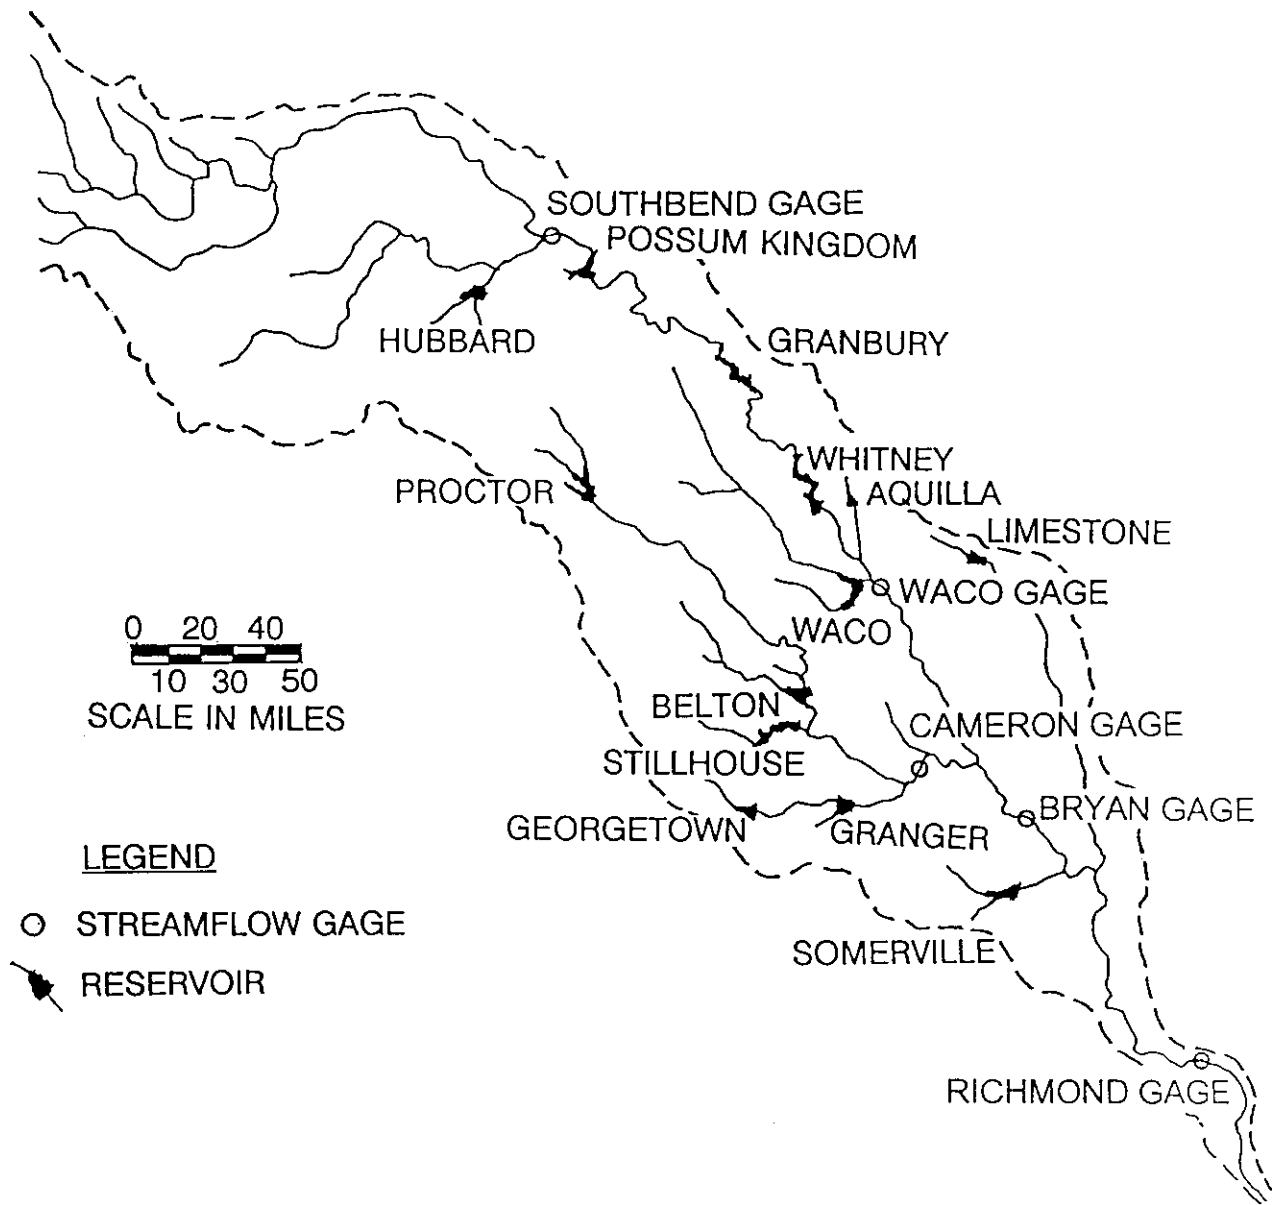 SOUTHBEND GAGE
POSSUM KINGDOM
HUBBARD
GRANBURY
WHITNEY
PROCTOR
AQUILLA
LIMESTONE
WACO GAGE
WACO
0 20 40
10 30 50
SCALE IN MILES
BELTON
CAMERON GAGE
STILLHOUSE
BRYAN GAGE
GEORGETOWN
GRANGER
LEGEND
STREAMFLOW GAGE
SOMERVILLE
RESERVOIR
RICHMOND GAGE